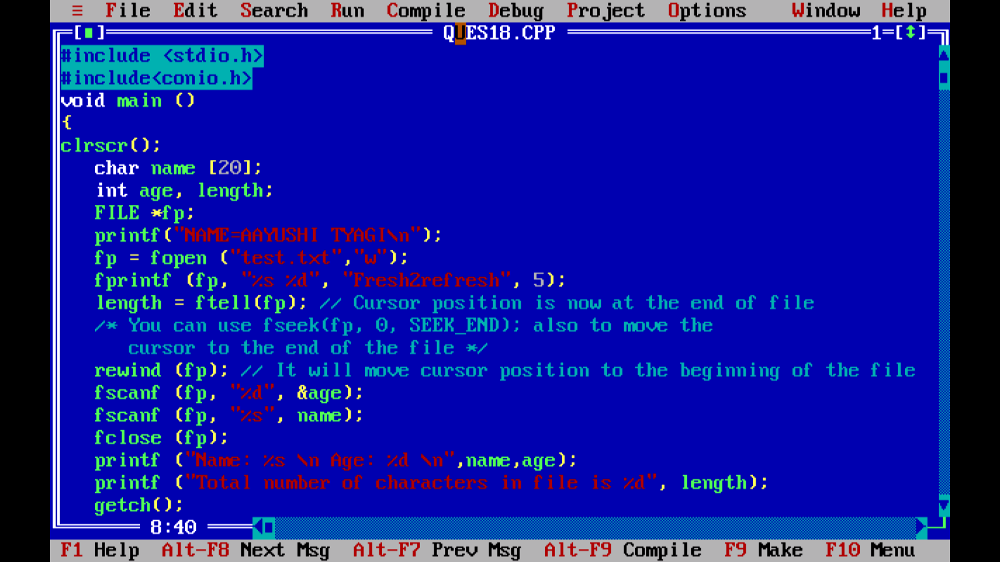 ≡ File Edit Search Run Compile Debug Project Options Window Help
[■] QUES18.CPP 1=[↕]
#include <stdio.h>
#include<conio.h>
void main ()
{
clrscr();
char name [20];
int age, length;
FILE *fp;
printf("NAME=AAYUSHI TYAGI\n");
fp = fopen ("test.txt","w");
fprintf (fp, "%s %d", "Fresh2refresh", 5);
length = ftell(fp); // Cursor position is now at the end of file
/* You can use fseek(fp, 0, SEEK_END); also to move the
cursor to the end of the file */
rewind (fp); // It will move cursor position to the beginning of the file
fscanf (fp, "%d", &age);
fscanf (fp, "%s", name);
fclose (fp);
printf ("Name: %s \n Age: %d \n",name,age);
printf ("Total number of characters in file is %d", length);
getch();
8:40
F1 Help Alt-F8 Next Msg Alt-F7 Prev Msg Alt-F9 Compile F9 Make F10 Menu